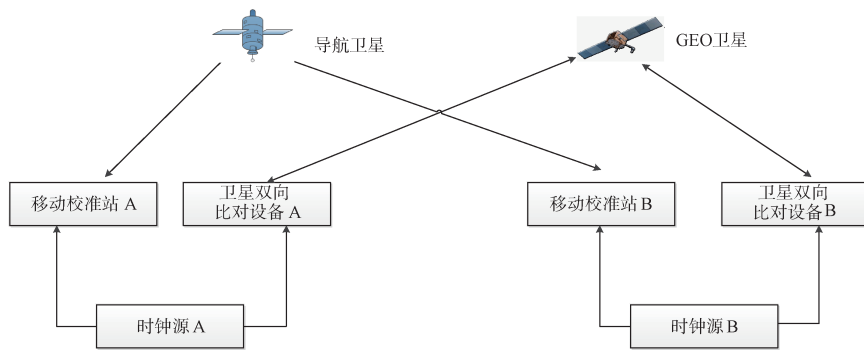 导航卫星
GEO卫星
移动校准站 A
卫星双向
比对设备 A
移动校准站 B
卫星双向
比对设备 B
时钟源 A
时钟源 B